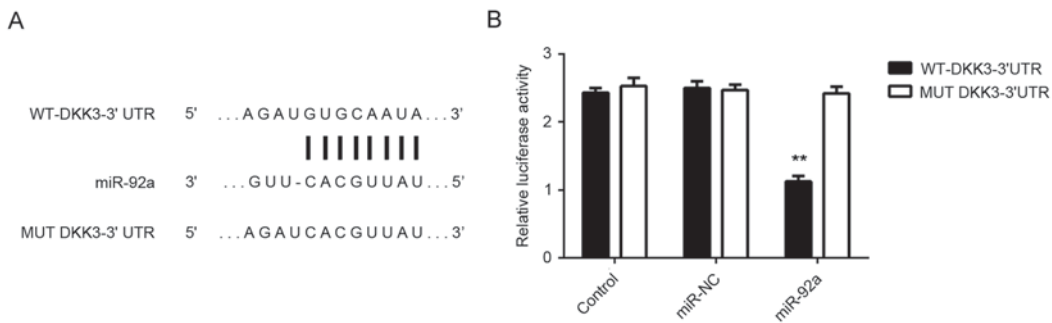 A
WT-DKK3-3' UTR 5' ...AGAUGUGCAAUA...3'
miR-92a 3' ...GUU-CACGUUAU...5'
MUT DKK3-3' UTR 5' ...AGAUCACGUUAU...3'
B
Relative luciferase activity
3
2
1
0
**
Control
miR-NC
miR-92a
WT-DKK3-3'UTR
MUT DKK3-3'UTR